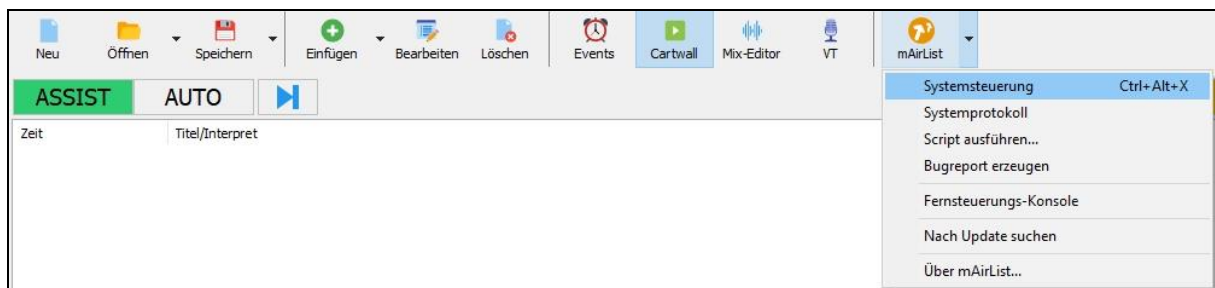 Neu Öffnen Speichern Einfügen Bearbeiten Löschen Events Cartwall Mix-Editor VT mAirList
Systemsteuerung Ctrl+Alt+X
ASSIST AUTO
Systemprotokoll
Zeit Titel/Interpret
Script ausführen...
Bugreport erzeugen
Fernsteuerungs-Konsole
Nach Update suchen
Über mAirList...